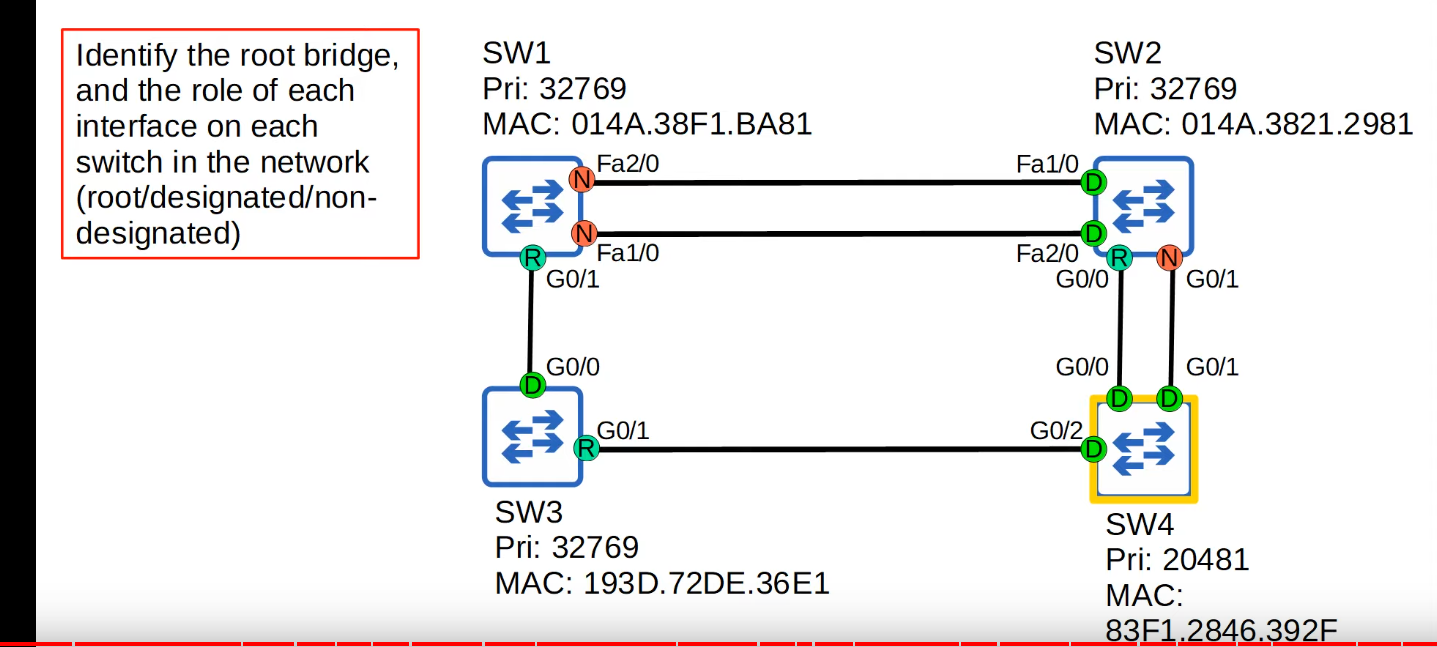 Identify the root bridge,
and the role of each
interface on each
switch in the network
(root/designated/non-
designated)
SW1
Pri: 32769
MAC: 014A.38F1.BA81
SW2
Pri: 32769
MAC: 014A.3821.2981
N
Fa2/0
Fa1/0
D
N
Fa1/0
Fa2/0
D
R
G0/1
G0/0
R
N
G0/1
G0/0
D
G0/0
D
D
G0/1
R
G0/1
G0/2
D
SW3
Pri: 32769
MAC: 193D.72DE.36E1
SW4
Pri: 20481
MAC:
83F1.2846.392F